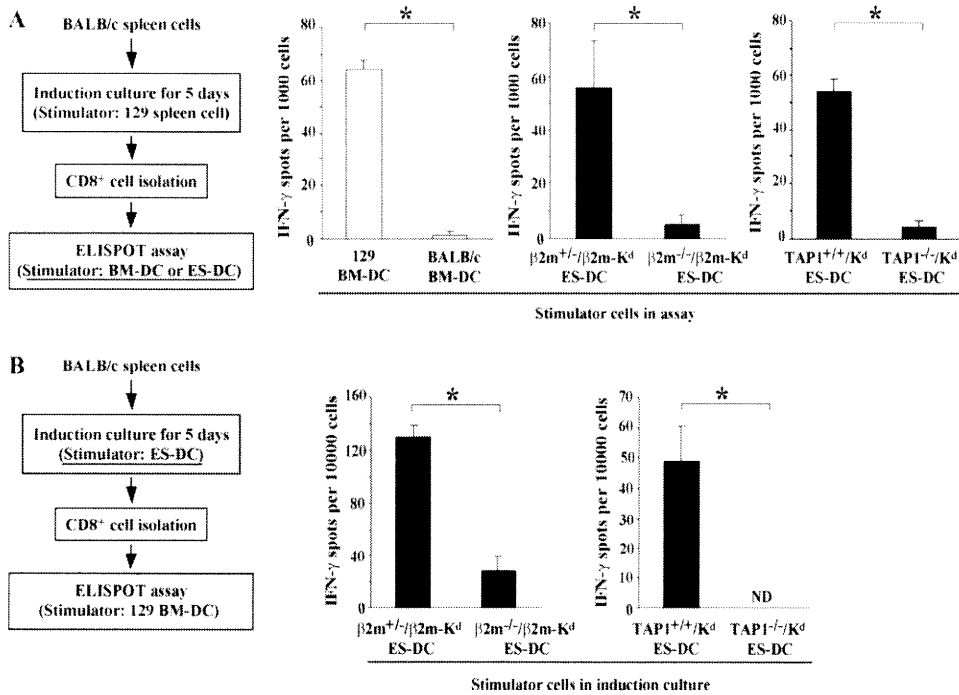 A
BALB/c spleen cells
Induction culture for 5 days
(Stimulator: 129 spleen cell)
CD8⁺ cell isolation
ELISPOT assay
(Stimulator: BM-DC or ES-DC)
IFN-γ spots per 1000 cells
80
60
40
20
0
*
129
BM-DC
BALB/c
BM-DC
IFN-γ spots per 1000 cells
80
60
40
20
0
*
β2m⁺/⁻/β2m-Kᵈ
ES-DC
β2m⁻/⁻/β2m-Kᵈ
ES-DC
IFN-γ spots per 1000 cells
80
60
40
20
0
*
TAP1⁺/⁺/Kᵈ
ES-DC
TAP1⁻/⁻/Kᵈ
ES-DC
Stimulator cells in assay
B
BALB/c spleen cells
Induction culture for 5 days
(Stimulator: ES-DC)
CD8⁺ cell isolation
ELISPOT assay
(Stimulator: 129 BM-DC)
IFN-γ spots per 10000 cells
160
120
80
40
0
*
β2m⁺/⁻/β2m-Kᵈ
ES-DC
β2m⁻/⁻/β2m-Kᵈ
ES-DC
IFN-γ spots per 10000 cells
70
60
50
40
30
20
10
0
*
ND
TAP1⁺/⁺/Kᵈ
ES-DC
TAP1⁻/⁻/Kᵈ
ES-DC
Stimulator cells in induction culture